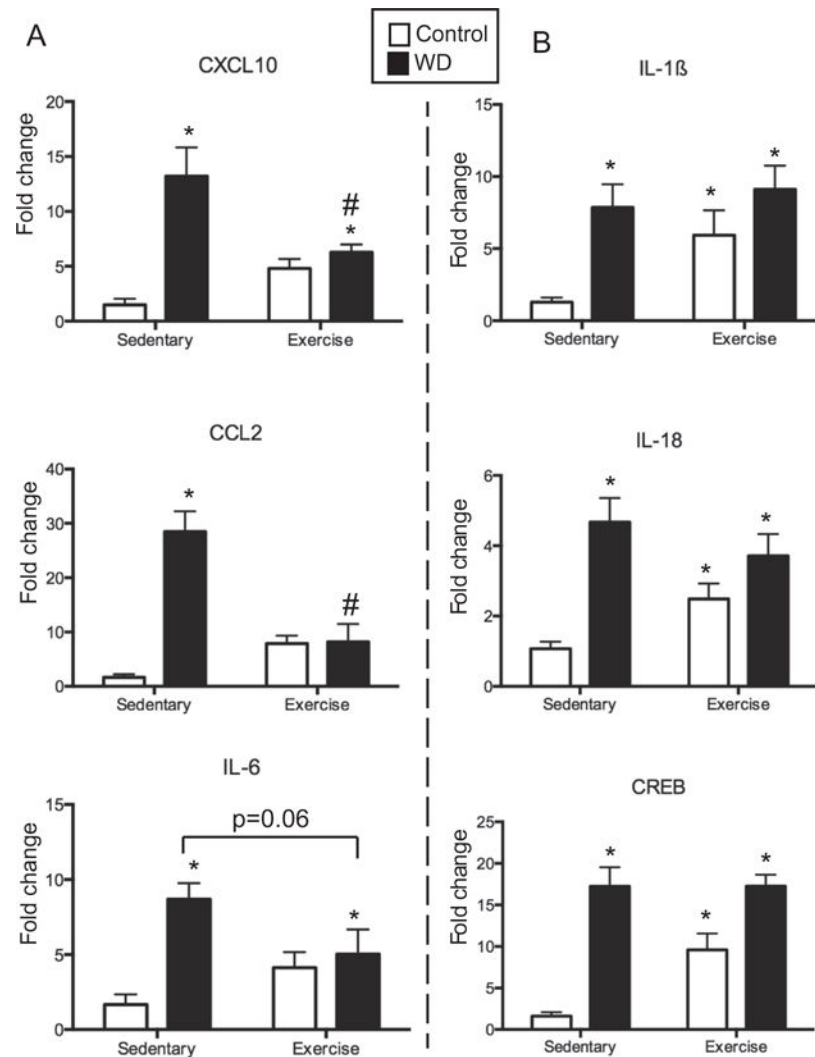 A
Control
WD
B
CXCL10
Fold change
20
15
10
5
0
*
#
*
Sedentary
Exercise
CCL2
Fold change
40
30
20
10
0
*
#
Sedentary
Exercise
IL-6
Fold change
15
10
5
0
p=0.06
*
*
Sedentary
Exercise
IL-1ß
Fold change
15
10
5
0
*
*
*
Sedentary
Exercise
IL-18
Fold change
6
4
2
0
*
*
*
Sedentary
Exercise
CREB
Fold change
25
20
15
10
5
0
*
*
*
Sedentary
Exercise